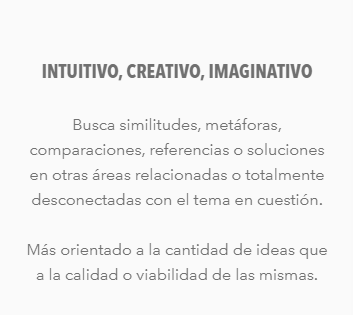 INTUITIVO, CREATIVO, IMAGINATIVO
Busca similitudes, metáforas,
comparaciones, referencias o soluciones
en otras áreas relacionadas o totalmente
desconectadas con el tema en cuestión.
Más orientado a la cantidad de ideas que
a la calidad o viabilidad de las mismas.